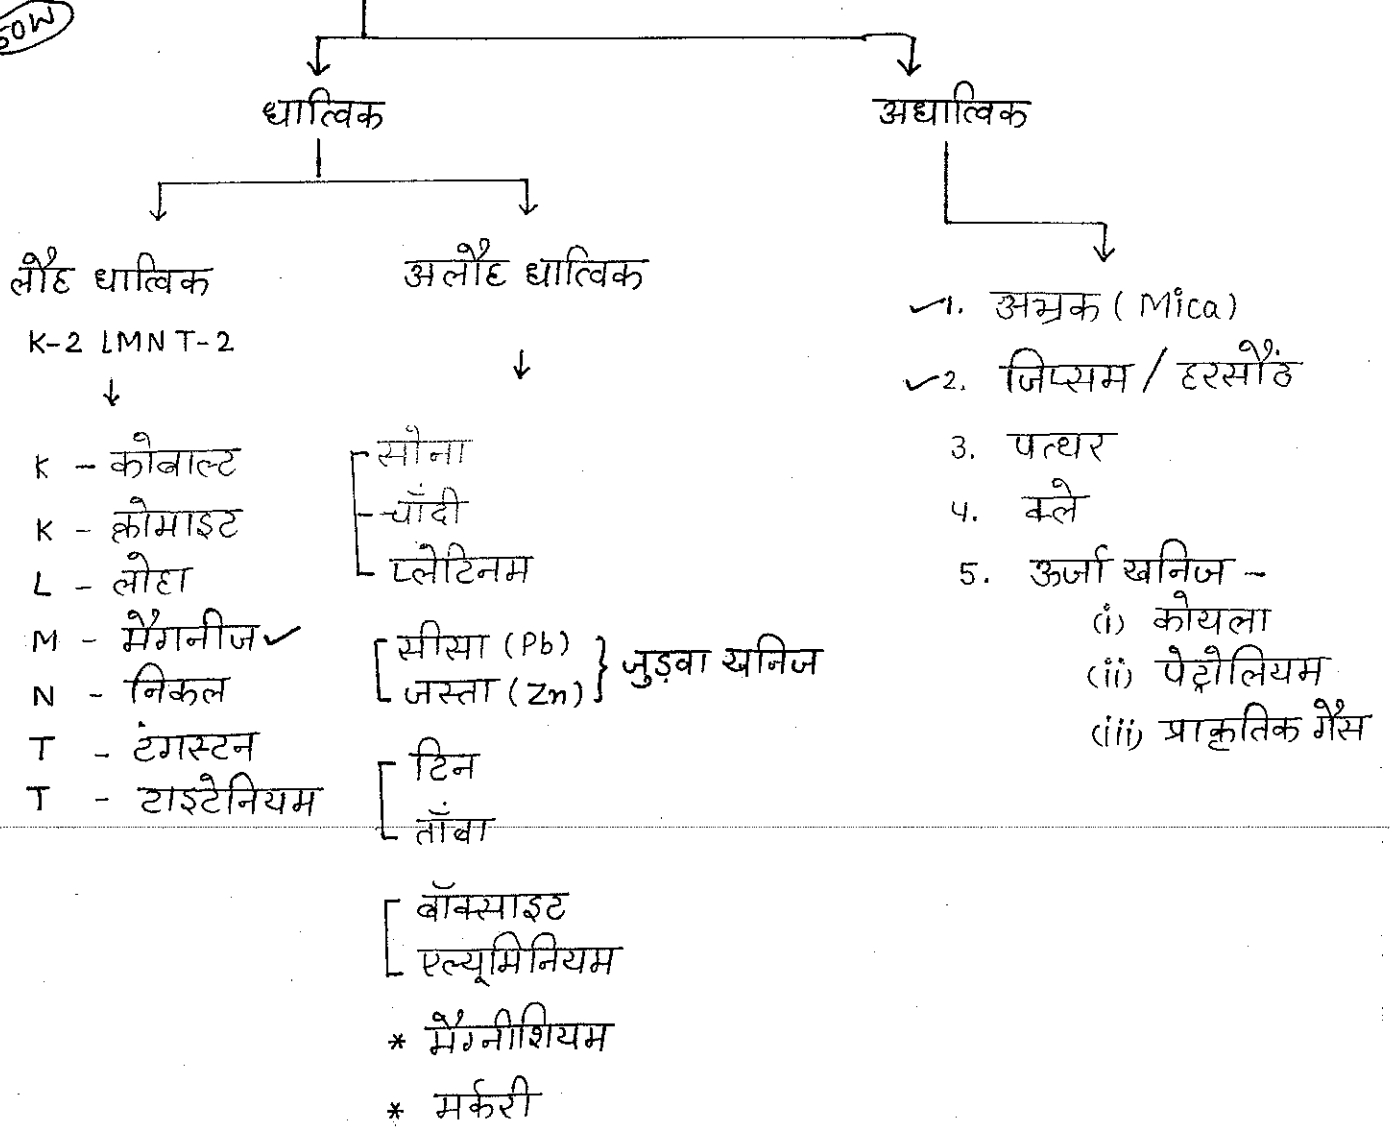 50W
धात्विक
अधात्विक
लौह धात्विक
K-2 LMN T-2
K - कोबाल्ट
K - क्रोमाइट
L - लोहा
M - मैंगनीज ✓
N - निकल
T - टंगस्टन
T - टाइटेनियम
अलौह धात्विक
सोना
चाँदी
प्लेटिनम
सीसा (Pb)
जस्ता (Zn)
जुड़वा खनिज
टिन
ताँबा
बॉक्साइट
एल्यूमिनियम
* मैग्नीशियम
* मर्करी
✓1. अभ्रक (Mica)
✓2. जिप्सम / हरसौंठ
3. पत्थर
4. क्ले
5. ऊर्जा खनिज -
(i) कोयला
(ii) पेट्रोलियम
(iii) प्राकृतिक गैस